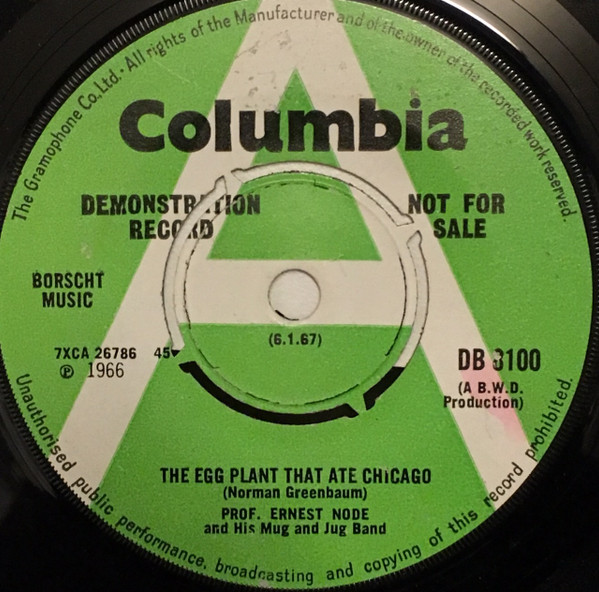 The Gramophone Co. Ltd. · All rights of the Manufacturer and of the owner of the recorded work reserved.
Columbia
DEMONSTRATION
RECORD
NOT FOR
SALE
BORSCHT
MUSIC
(6.1.67)
7XCA 26786 45
Ⓟ 1966
DB 8100
(A B.W.D.
Production)
THE EGG PLANT THAT ATE CHICAGO
(Norman Greenbaum)
PROF. ERNEST NODE
and His Mug and Jug Band
Unauthorised public performance, broadcasting and copying of this record prohibited.